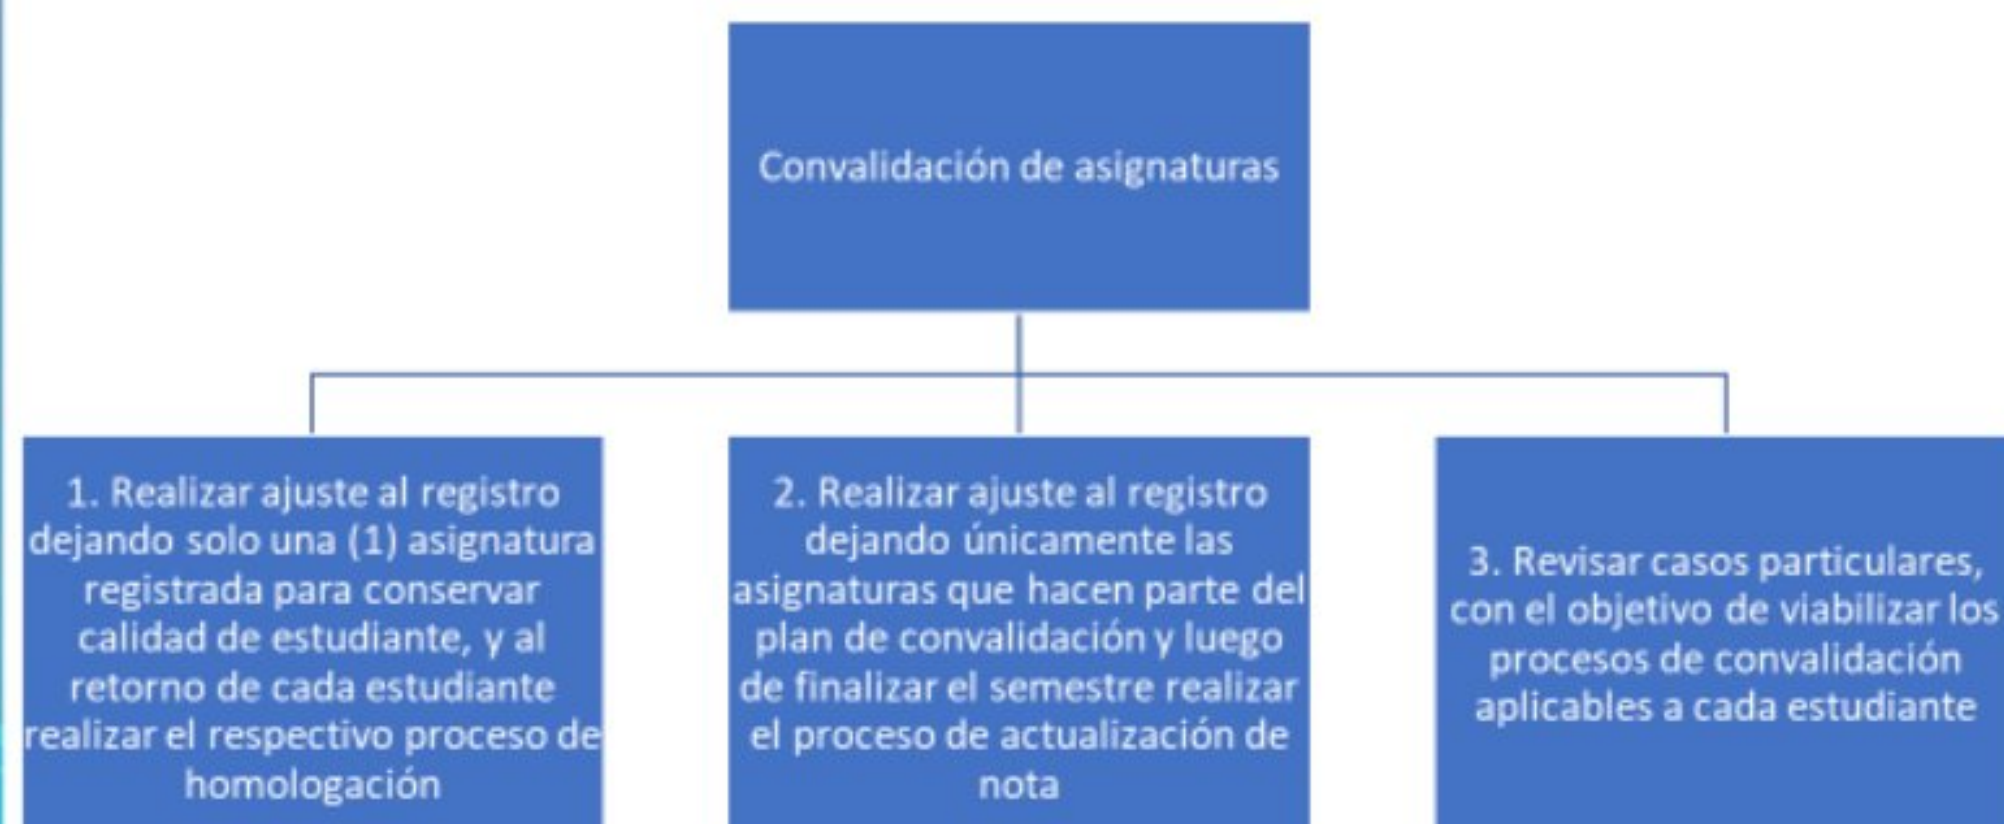 Convalidación de asignaturas
1. Realizar ajuste al registro
dejando solo una (1) asignatura
registrada para conservar
calidad de estudiante, y al
retorno de cada estudiante
realizar el respectivo proceso de
homologación
2. Realizar ajuste al registro
dejando únicamente las
asignaturas que hacen parte del
plan de convalidación y luego
de finalizar el semestre realizar
el proceso de actualización de
nota
3. Revisar casos particulares,
con el objetivo de viabilizar los
procesos de convalidación
aplicables a cada estudiante